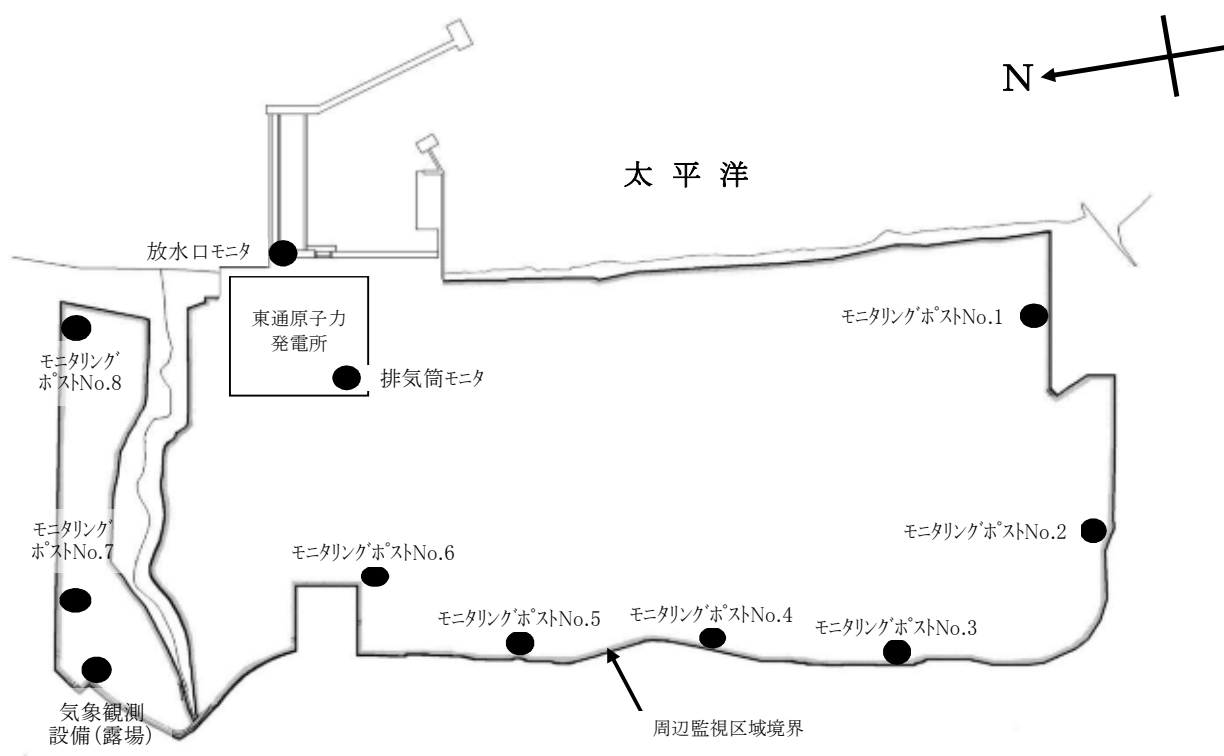 N
太平洋
放水口モニタ
東通原子力
発電所
排気筒モニタ
ﾓﾆﾀﾘﾝｸﾞﾎﾟｽﾄNo.1
ﾓﾆﾀﾘﾝｸﾞ
ﾎﾟｽﾄNo.8
ﾓﾆﾀﾘﾝｸﾞ
ﾎﾟｽﾄNo.7
ﾓﾆﾀﾘﾝｸﾞﾎﾟｽﾄNo.2
ﾓﾆﾀﾘﾝｸﾞﾎﾟｽﾄNo.6
ﾓﾆﾀﾘﾝｸﾞﾎﾟｽﾄNo.5
ﾓﾆﾀﾘﾝｸﾞﾎﾟｽﾄNo.4
ﾓﾆﾀﾘﾝｸﾞﾎﾟｽﾄNo.3
気象観測
設備(露場)
周辺監視区域境界